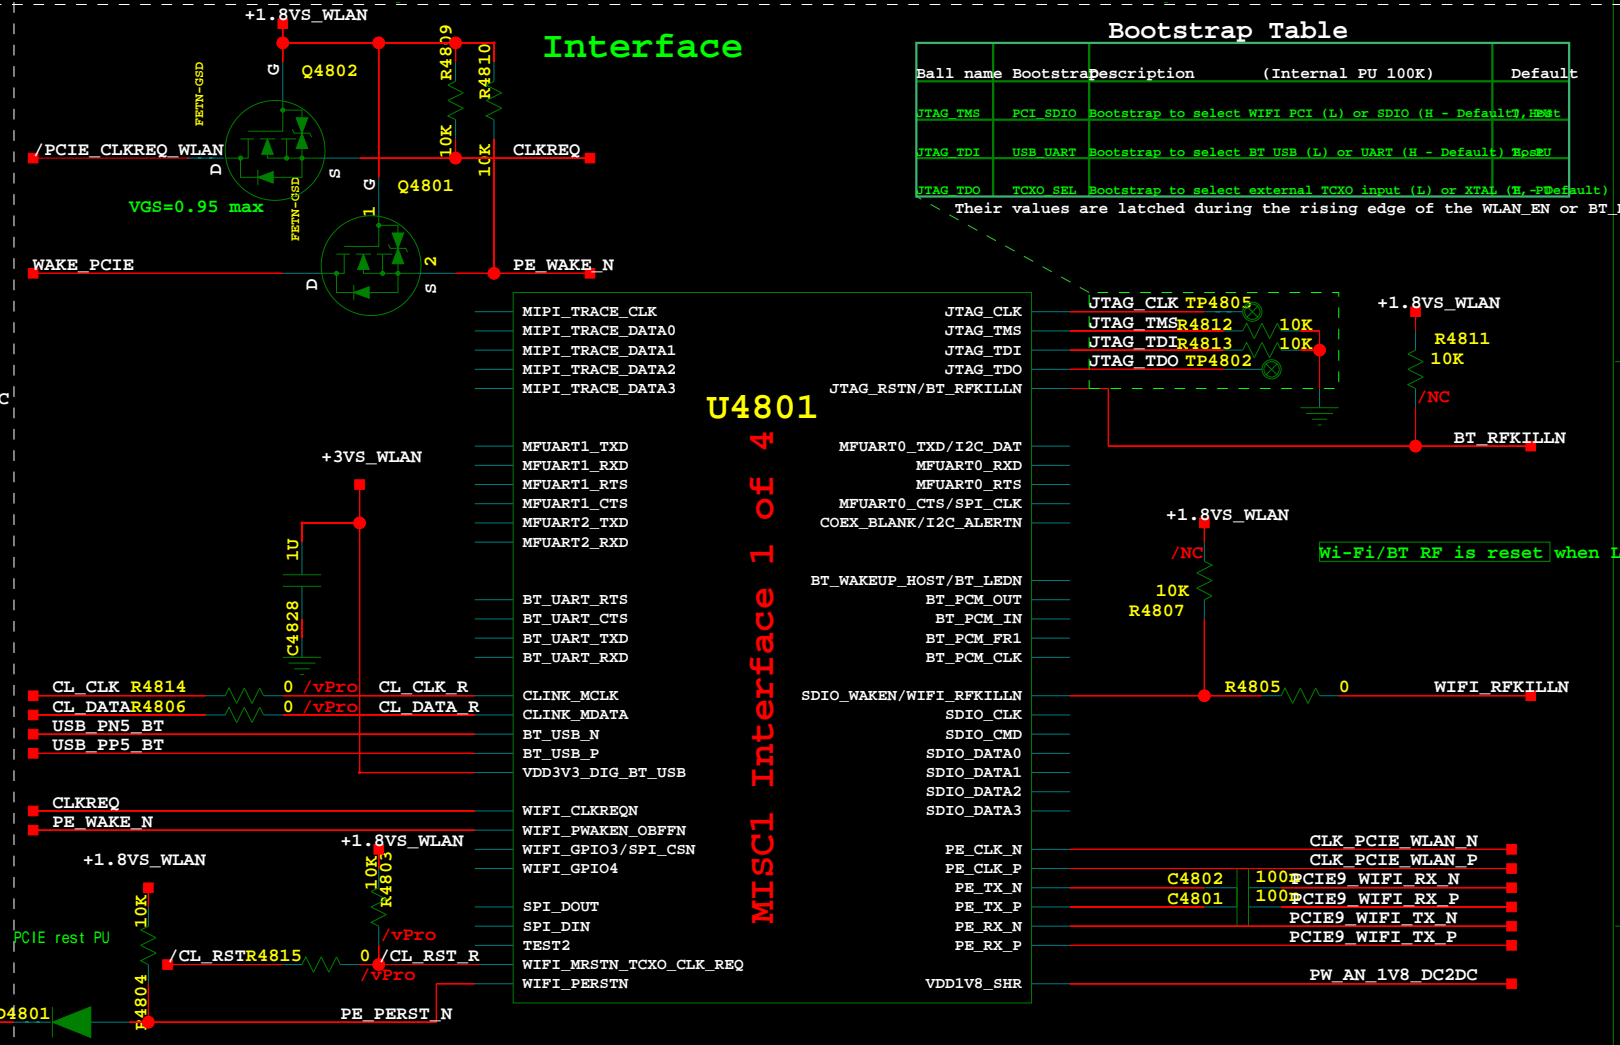 +1.8VS_WLAN
Interface
Bootstrap Table
R4809
R4810
G
Q4802
FETN-GSD
Ball name Bootstrap Description (Internal PU 100K) Default
JTAG_TMS PCI_SDIO Bootstrap to select WIFI PCI (L) or SDIO (H - Default) Host
JTAG_TDI USB_UART Bootstrap to select BT USB (L) or UART (H - Default) Host
JTAG_TDO TCXO_SEL Bootstrap to select external TCXO input (L) or XTAL (H - Default)
Their values are latched during the rising edge of the WLAN_EN or BT_
/PCIE_CLKREQ_WLAN
10K
10K
CLKREQ
D
S
G
Q4801
VGS=0.95 max
FETN-GSD
1
WAKE_PCIE
2
PE_WAKE_N
D
S
MIPI_TRACE_CLK
MIPI_TRACE_DATA0
MIPI_TRACE_DATA1
MIPI_TRACE_DATA2
MIPI_TRACE_DATA3
JTAG_CLK
JTAG_TMS
JTAG_TDI
JTAG_TDO
JTAG_RSTN/BT_RFKILLN
JTAG_CLK TP4805
JTAG_TMS R4812 10K
JTAG_TDI R4813 10K
JTAG_TDO TP4802
+1.8VS_WLAN
R4811
10K
/NC
BT_RFKILLN
C
U4801
MISC1 Interface 1 of 4
MFUART1_TXD
MFUART1_RXD
MFUART1_RTS
MFUART1_CTS
MFUART2_TXD
MFUART2_RXD
MFUART0_TXD/I2C_DAT
MFUART0_RXD
MFUART0_RTS
MFUART0_CTS/SPI_CLK
COEX_BLANK/I2C_ALERTN
+3VS_WLAN
1U
C4828
+1.8VS_WLAN
/NC
10K
R4807
Wi-Fi/BT RF is reset when L
BT_UART_RTS
BT_UART_CTS
BT_UART_TXD
BT_UART_RXD
BT_WAKEUP_HOST/BT_LEDN
BT_PCM_OUT
BT_PCM_IN
BT_PCM_FR1
BT_PCM_CLK
CL_CLK R4814 0 /vPro CL_CLK_R
CL_DATA R4806 0 /vPro CL_DATA_R
USB_PN5_BT
USB_PP5_BT
CLINK_MCLK
CLINK_MDATA
BT_USB_N
BT_USB_P
VDD3V3_DIG_BT_USB
SDIO_WAKEN/WIFI_RFKILLN
SDIO_CLK
SDIO_CMD
SDIO_DATA0
SDIO_DATA1
SDIO_DATA2
SDIO_DATA3
R4805 0 WIFI_RFKILLN
CLKREQ
PE_WAKE_N
WIFI_CLKREQN
WIFI_PWAKEN_OBFFN
WIFI_GPIO3/SPI_CSN
WIFI_GPIO4
+1.8VS_WLAN
10K
R4803
/vPro
+1.8VS_WLAN
10K
R4804
PCIE rest PU
/CL_RST R4815 0 /CL_RST_R
/vPro
SPI_DOUT
SPI_DIN
TEST2
WIFI_MRSTN_TCXO_CLK_REQ
WIFI_PERSTN
PE_CLK_N
PE_CLK_P
PE_TX_N
PE_TX_P
PE_RX_N
PE_RX_P
VDD1V8_SHR
CLK_PCIE_WLAN_N
CLK_PCIE_WLAN_P
C4802 100n PCIE9_WIFI_RX_N
C4801 100n PCIE9_WIFI_RX_P
PCIE9_WIFI_TX_N
PCIE9_WIFI_TX_P
PW_AN_1V8_DC2DC
D4801
PE_PERST_N